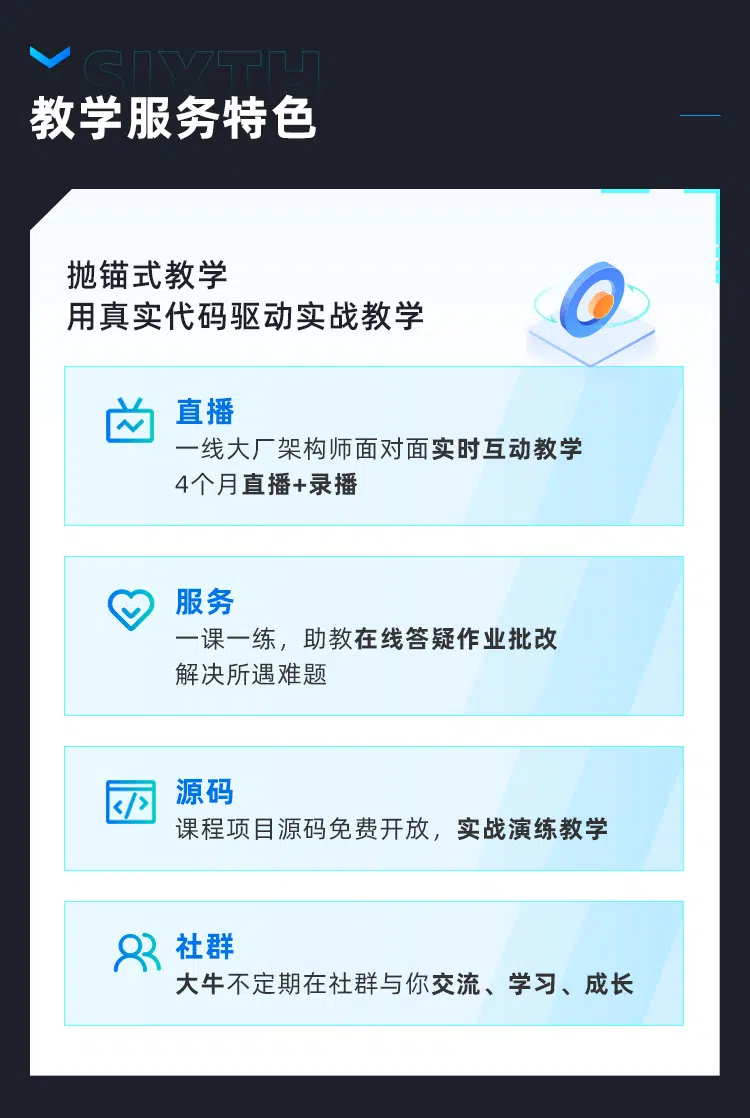 SIXTH
教学服务特色
抛锚式教学
用真实代码驱动实战教学
直播
一线大厂架构师面对面实时互动教学
4个月直播+录播
服务
一课一练，助教在线答疑作业批改
解决所遇难题
源码
课程项目源码免费开放，实战演练教学
社群
大牛不定期在社群与你交流、学习、成长